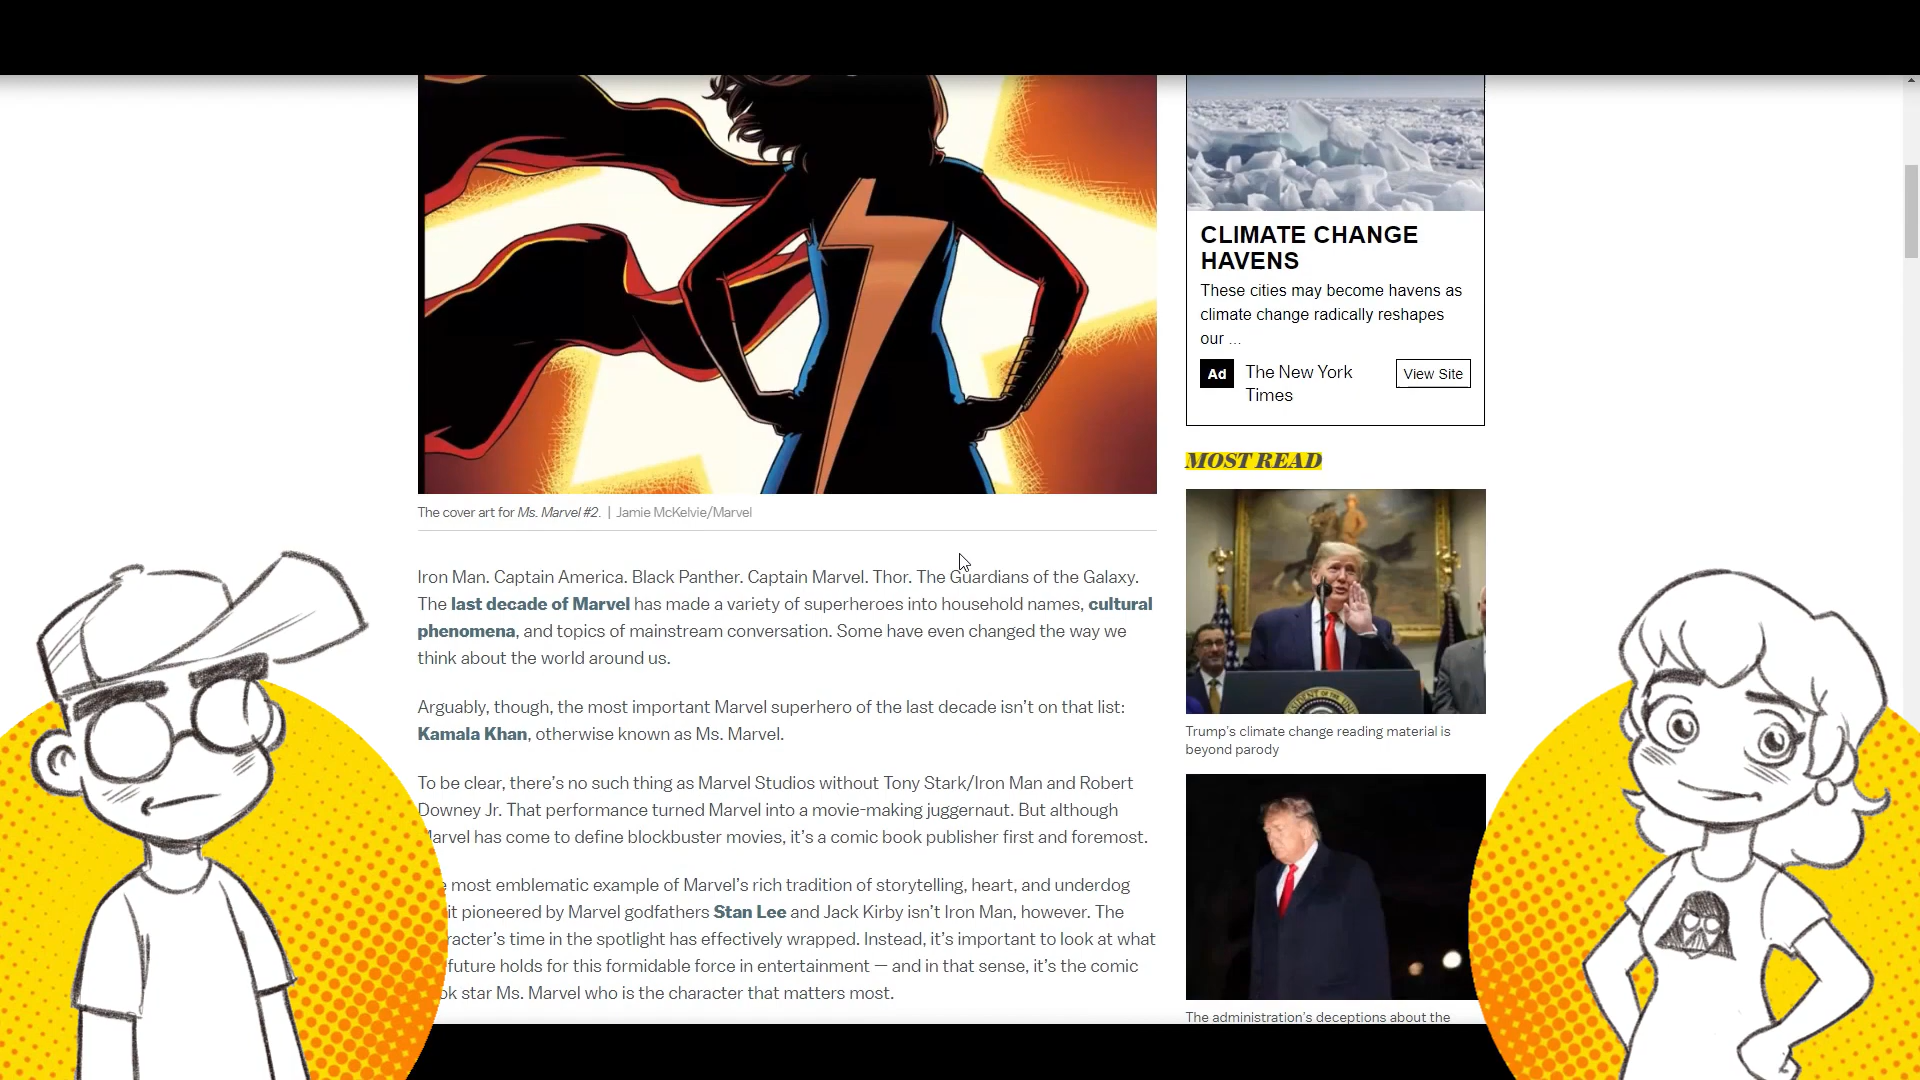 The cover art for Ms. Marvel #2. | Jamie McKelvie/Marvel
Iron Man. Captain America. Black Panther. Captain Marvel. Thor. The Guardians of the Galaxy.
The last decade of Marvel has made a variety of superheroes into household names, cultural
phenomena, and topics of mainstream conversation. Some have even changed the way we
think about the world around us.
Arguably, though, the most important Marvel superhero of the last decade isn't on that list:
Kamala Khan, otherwise known as Ms. Marvel.
To be clear, there's no such thing as Marvel Studios without Tony Stark/Iron Man and Robert
Downey Jr. That performance turned Marvel into a movie-making juggernaut. But although
arvel has come to define blockbuster movies, it's a comic book publisher first and foremost.
most emblematic example of Marvel's rich tradition of storytelling, heart, and underdog
it pioneered by Marvel godfathers Stan Lee and Jack Kirby isn't Iron Man, however. The
racter's time in the spotlight has effectively wrapped. Instead, it's important to look at what
future holds for this formidable force in entertainment — and in that sense, it's the comic
ok star Ms. Marvel who is the character that matters most.
CLIMATE CHANGE
HAVENS
These cities may become havens as
climate change radically reshapes
our ...
Ad
The New York
Times
View Site
MOST READ
Trump's climate change reading material is
beyond parody
The administration's deceptions about the